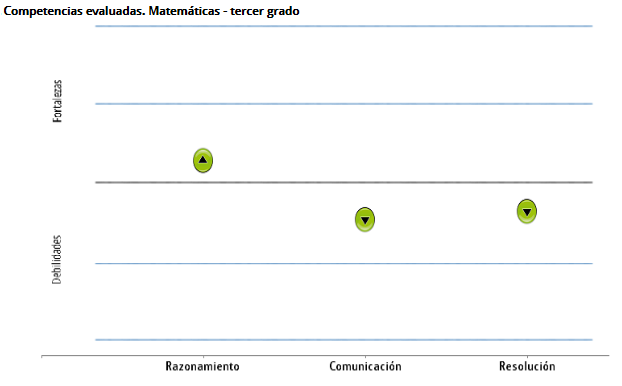 Competencias evaluadas. Matemáticas - tercer grado
Fortalezas
Debilidades
Razonamiento
Comunicación
Resolución